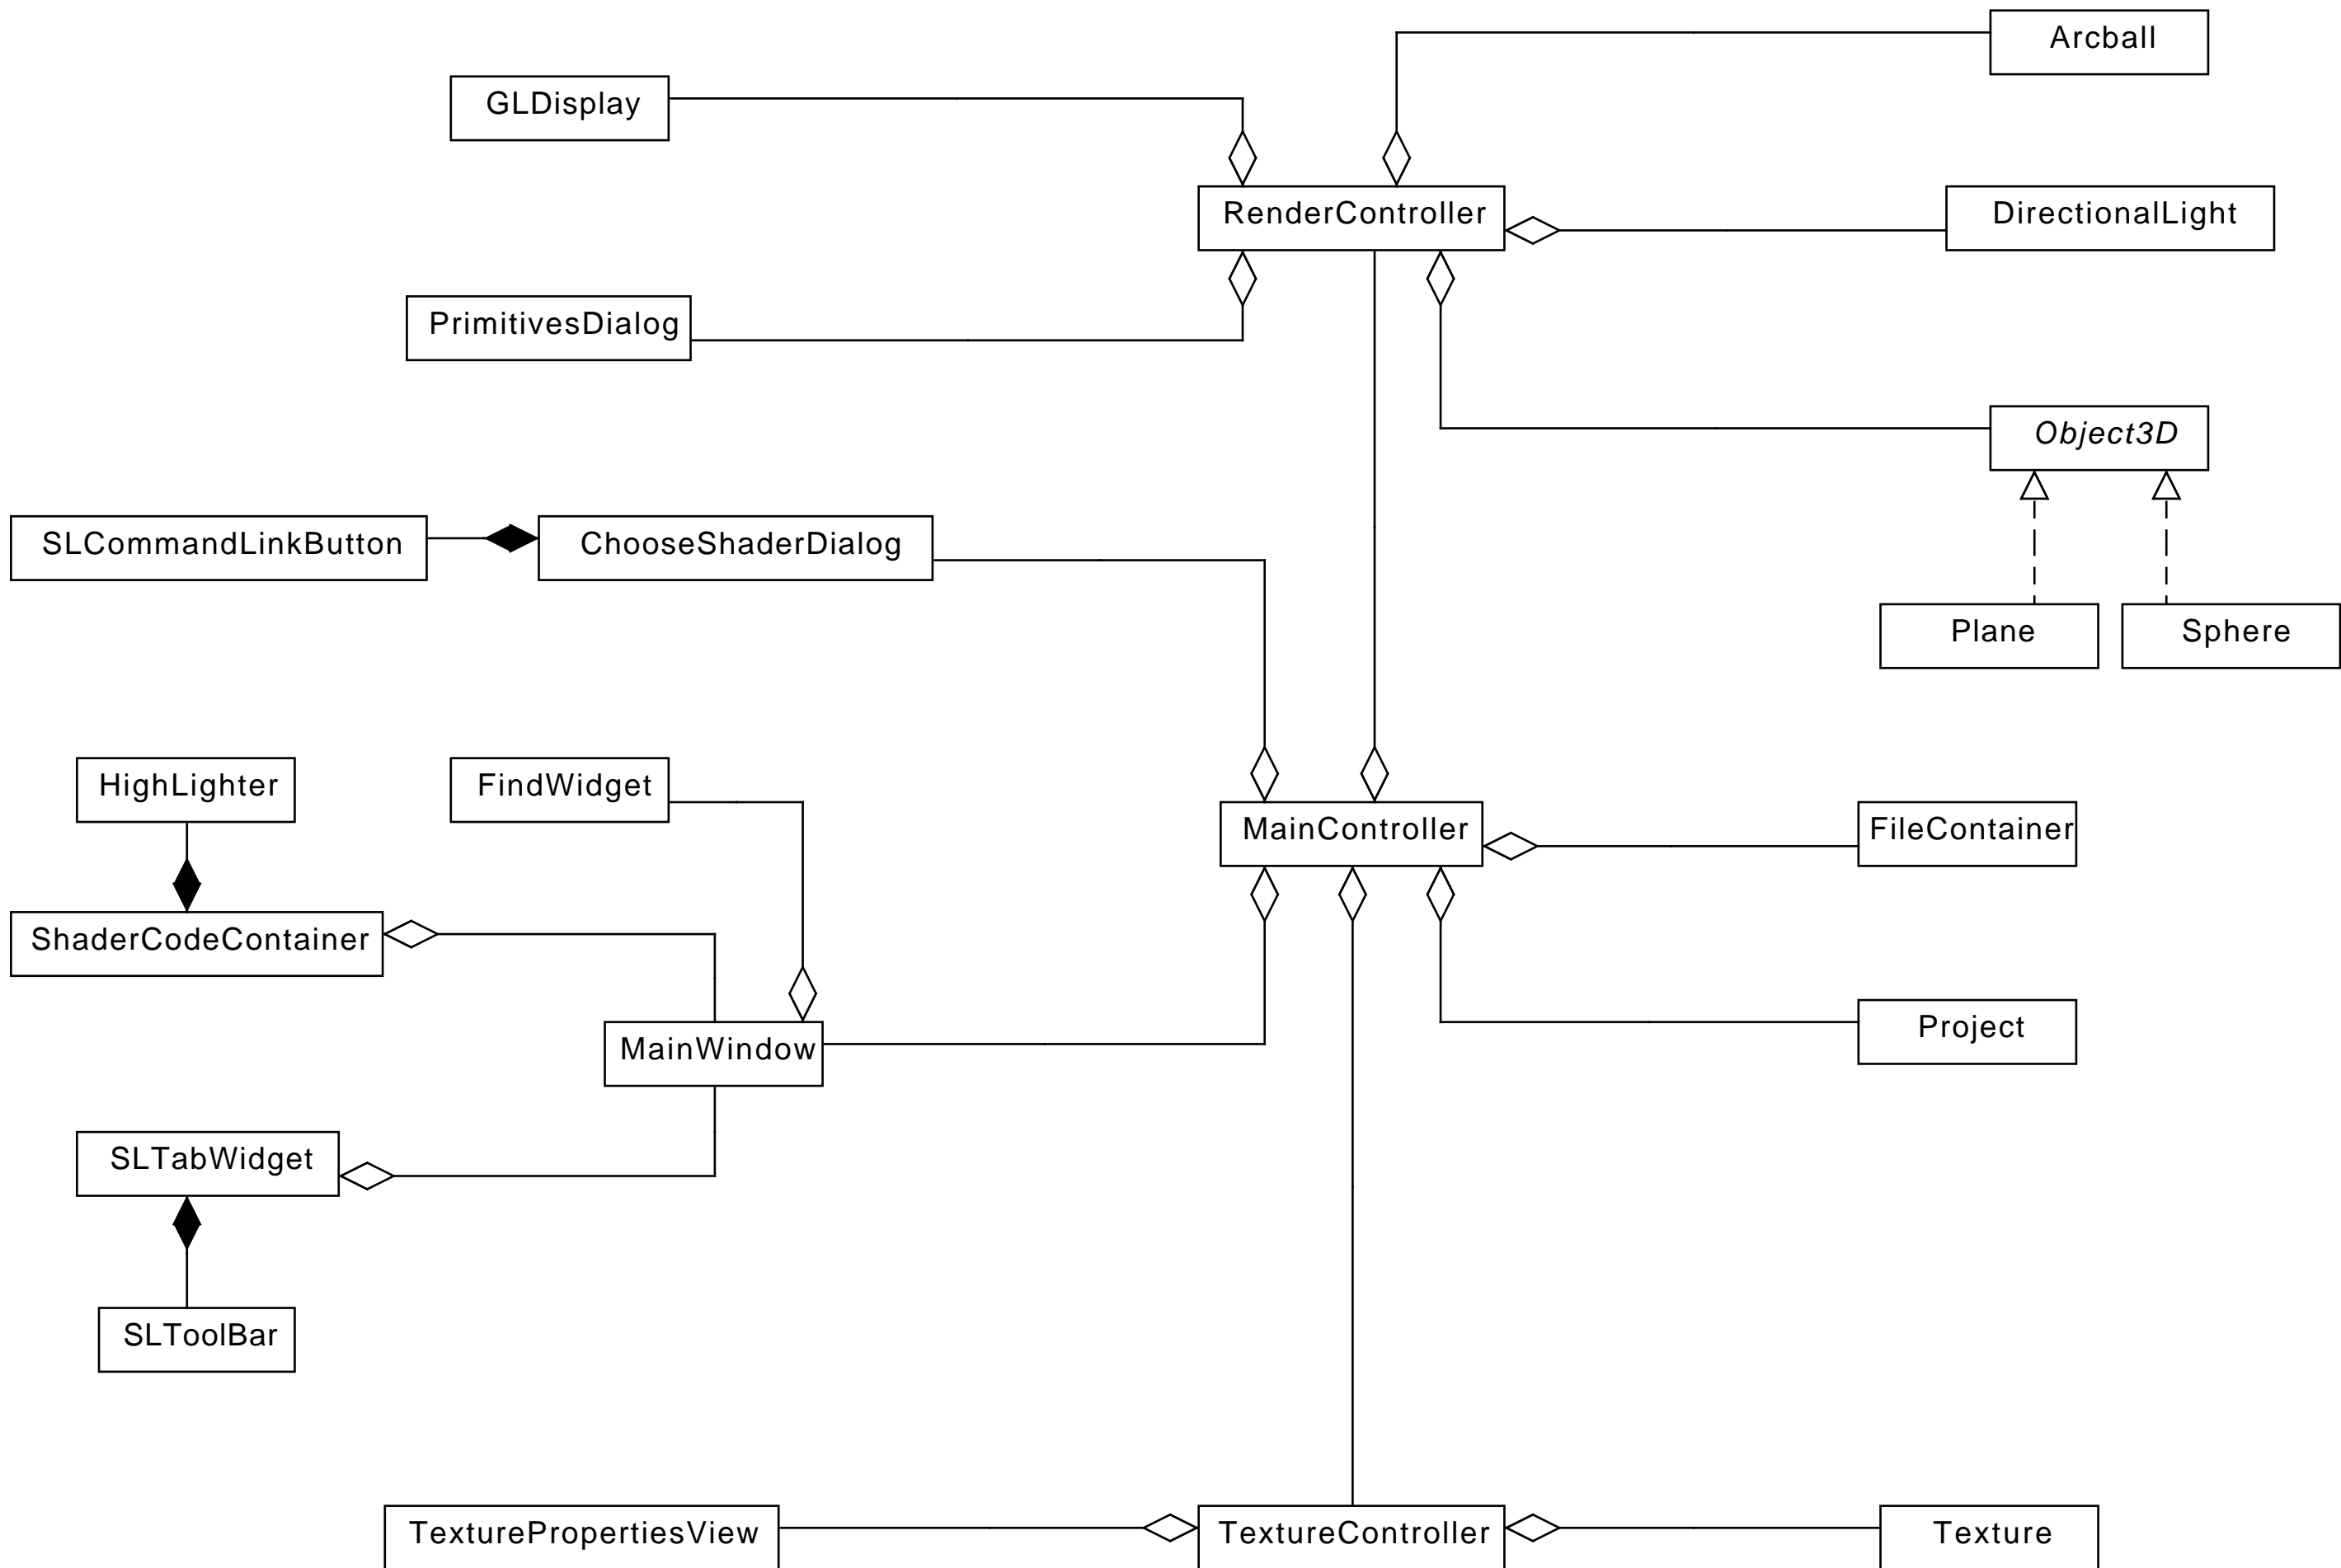 Arcball
GLDisplay
RenderController
DirectionalLight
PrimitivesDialog
Object3D
SLCommandLinkButton
ChooseShaderDialog
Plane
Sphere
HighLighter
FindWidget
MainController
FileContainer
ShaderCodeContainer
Project
MainWindow
SLTabWidget
SLToolBar
TexturePropertiesView
TextureController
Texture